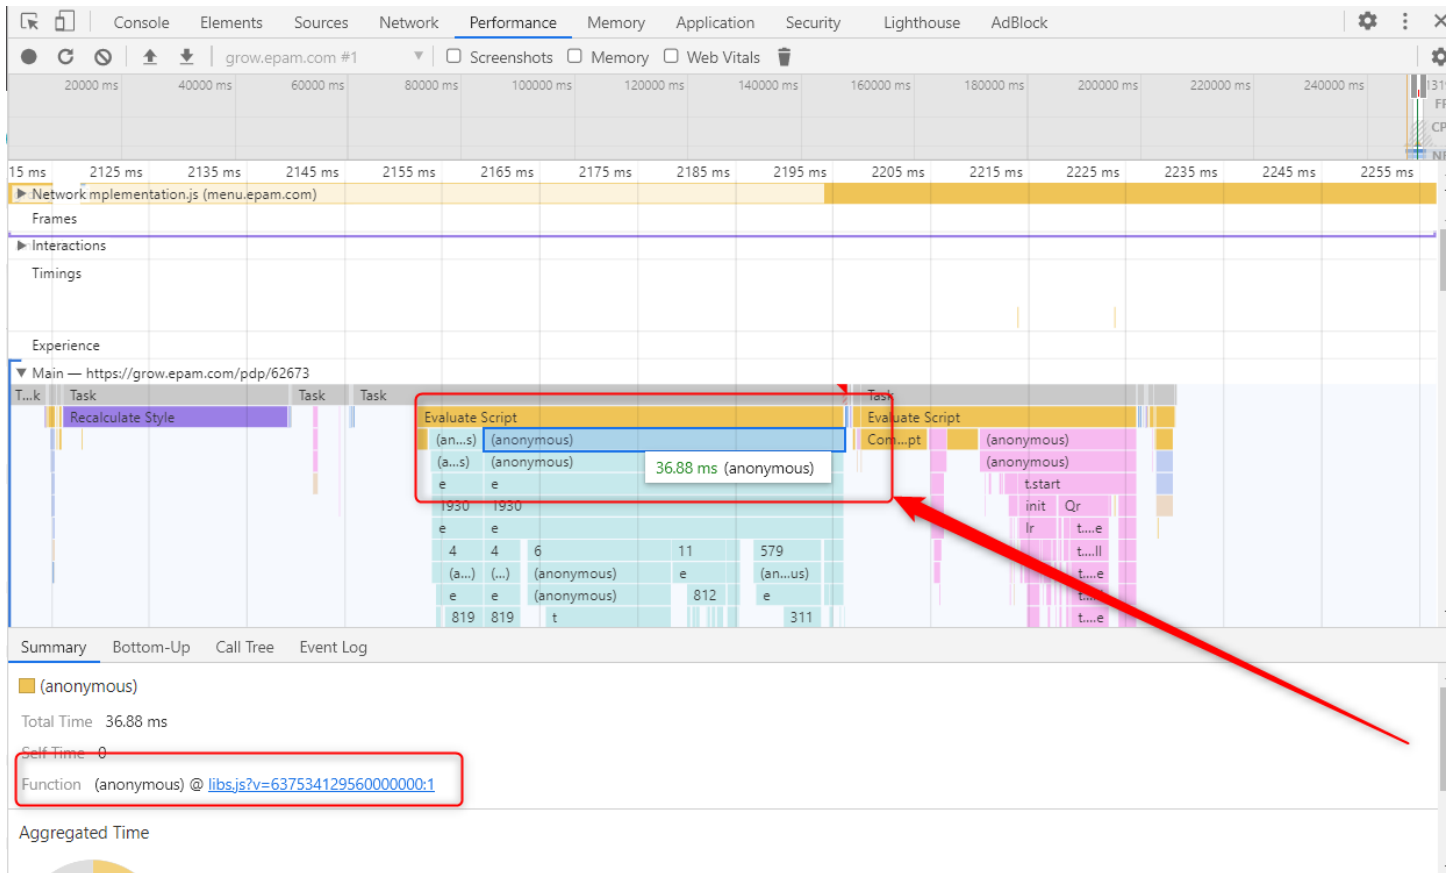 Console Elements Sources Network Performance Memory Application Security Lighthouse AdBlock
grow.epam.com #1 Screenshots Memory Web Vitals
20000 ms 40000 ms 60000 ms 80000 ms 100000 ms 120000 ms 140000 ms 160000 ms 180000 ms 200000 ms 220000 ms 240000 ms
CP
15 ms 2125 ms 2135 ms 2145 ms 2155 ms 2165 ms 2175 ms 2185 ms 2195 ms 2205 ms 2215 ms 2225 ms 2235 ms 2245 ms 2255 ms
Network mplementation.js (menu.epam.com)
Frames
Interactions
Timings
Experience
Main — https://grow.epam.com/pdp/62673
T...k Task Task Task Task
Recalculate Style Evaluate Script Evaluate Script
(an...s) (anonymous) Com...pt (anonymous)
(a...s) (anonymous) 36.88 ms (anonymous) (anonymous)
e e t.start
1930 1930 init Qr
e e lr t....e
4 4 6 11 579 t....ll
(a...) (...) (anonymous) e (an...us) t....e
e e (anonymous) 812 e
819 819 t 311 t....e
Summary Bottom-Up Call Tree Event Log
(anonymous)
Total Time 36.88 ms
Self Time 0
Function (anonymous) @ libs.js?v=637534129560000000:1
Aggregated Time